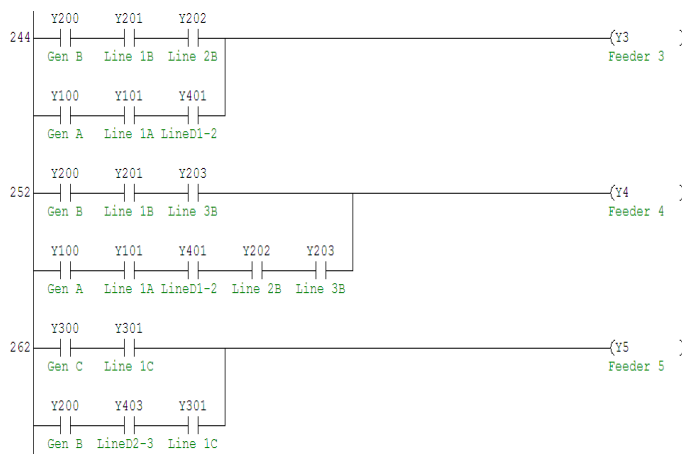 Y200 Y201 Y202
244 (Y3 )
Gen B Line 1B Line 2B Feeder 3
Y100 Y101 Y401
Gen A Line 1A LineD1-2
Y200 Y201 Y203
252 (Y4 )
Gen B Line 1B Line 3B Feeder 4
Y100 Y101 Y401 Y202 Y203
Gen A Line 1A LineD1-2 Line 2B Line 3B
Y300 Y301
262 (Y5 )
Gen C Line 1C Feeder 5
Y200 Y403 Y301
Gen B LineD2-3 Line 1C